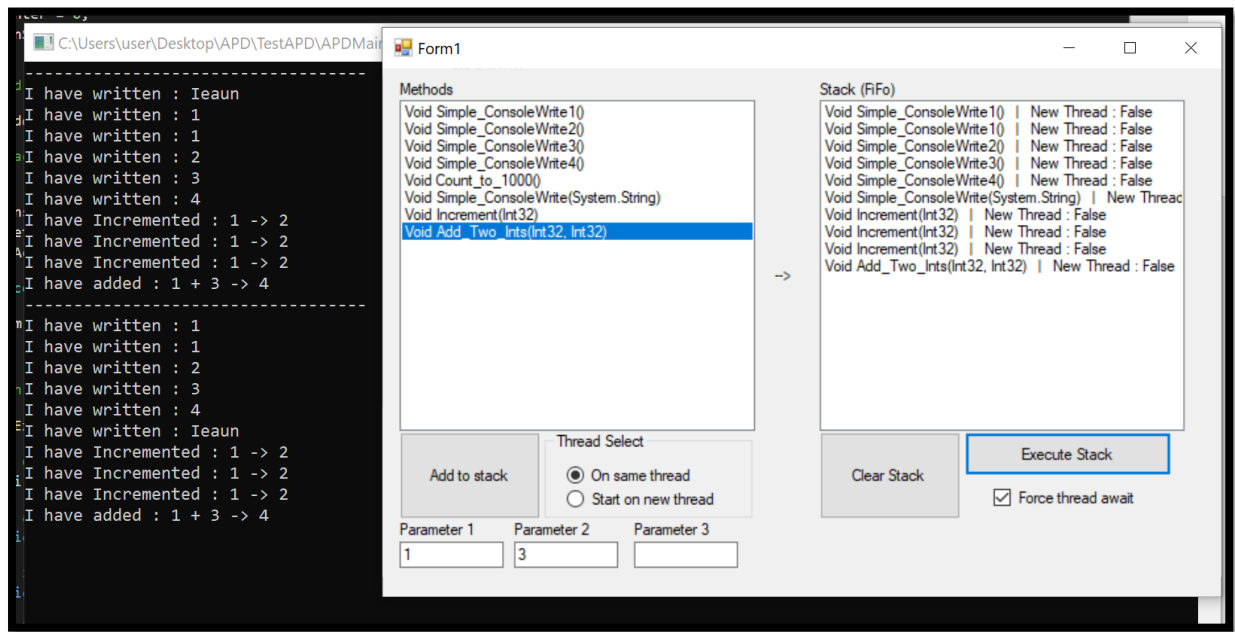 C:\Users\user\Desktop\APD\TestAPD\APDMai
----------------------------------
I have written : Ieaun
I have written : 1
I have written : 1
I have written : 2
I have written : 3
I have written : 4
I have Incremented : 1 -> 2
I have Incremented : 1 -> 2
I have Incremented : 1 -> 2
I have added : 1 + 3 -> 4
----------------------------------
I have written : 1
I have written : 1
I have written : 2
I have written : 3
I have written : 4
I have written : Ieaun
I have Incremented : 1 -> 2
I have Incremented : 1 -> 2
I have Incremented : 1 -> 2
I have added : 1 + 3 -> 4
Form1
Methods
Void Simple_ConsoleWrite1()
Void Simple_ConsoleWrite2()
Void Simple_ConsoleWrite3()
Void Simple_ConsoleWrite4()
Void Count_to_1000()
Void Simple_ConsoleWrite(System.String)
Void Increment(Int32)
Void Add_Two_Ints(Int32, Int32)
-->
Stack (FiFo)
Void Simple_ConsoleWrite1() | New Thread : False
Void Simple_ConsoleWrite1() | New Thread : False
Void Simple_ConsoleWrite2() | New Thread : False
Void Simple_ConsoleWrite3() | New Thread : False
Void Simple_ConsoleWrite4() | New Thread : False
Void Simple_ConsoleWrite(System.String) | New Thread
Void Increment(Int32) | New Thread : False
Void Increment(Int32) | New Thread : False
Void Increment(Int32) | New Thread : False
Void Add_Two_Ints(Int32, Int32) | New Thread : False
Add to stack
Thread Select
On same thread
Start on new thread
Clear Stack
Execute Stack
Force thread await
Parameter 1 Parameter 2 Parameter 3
1 3